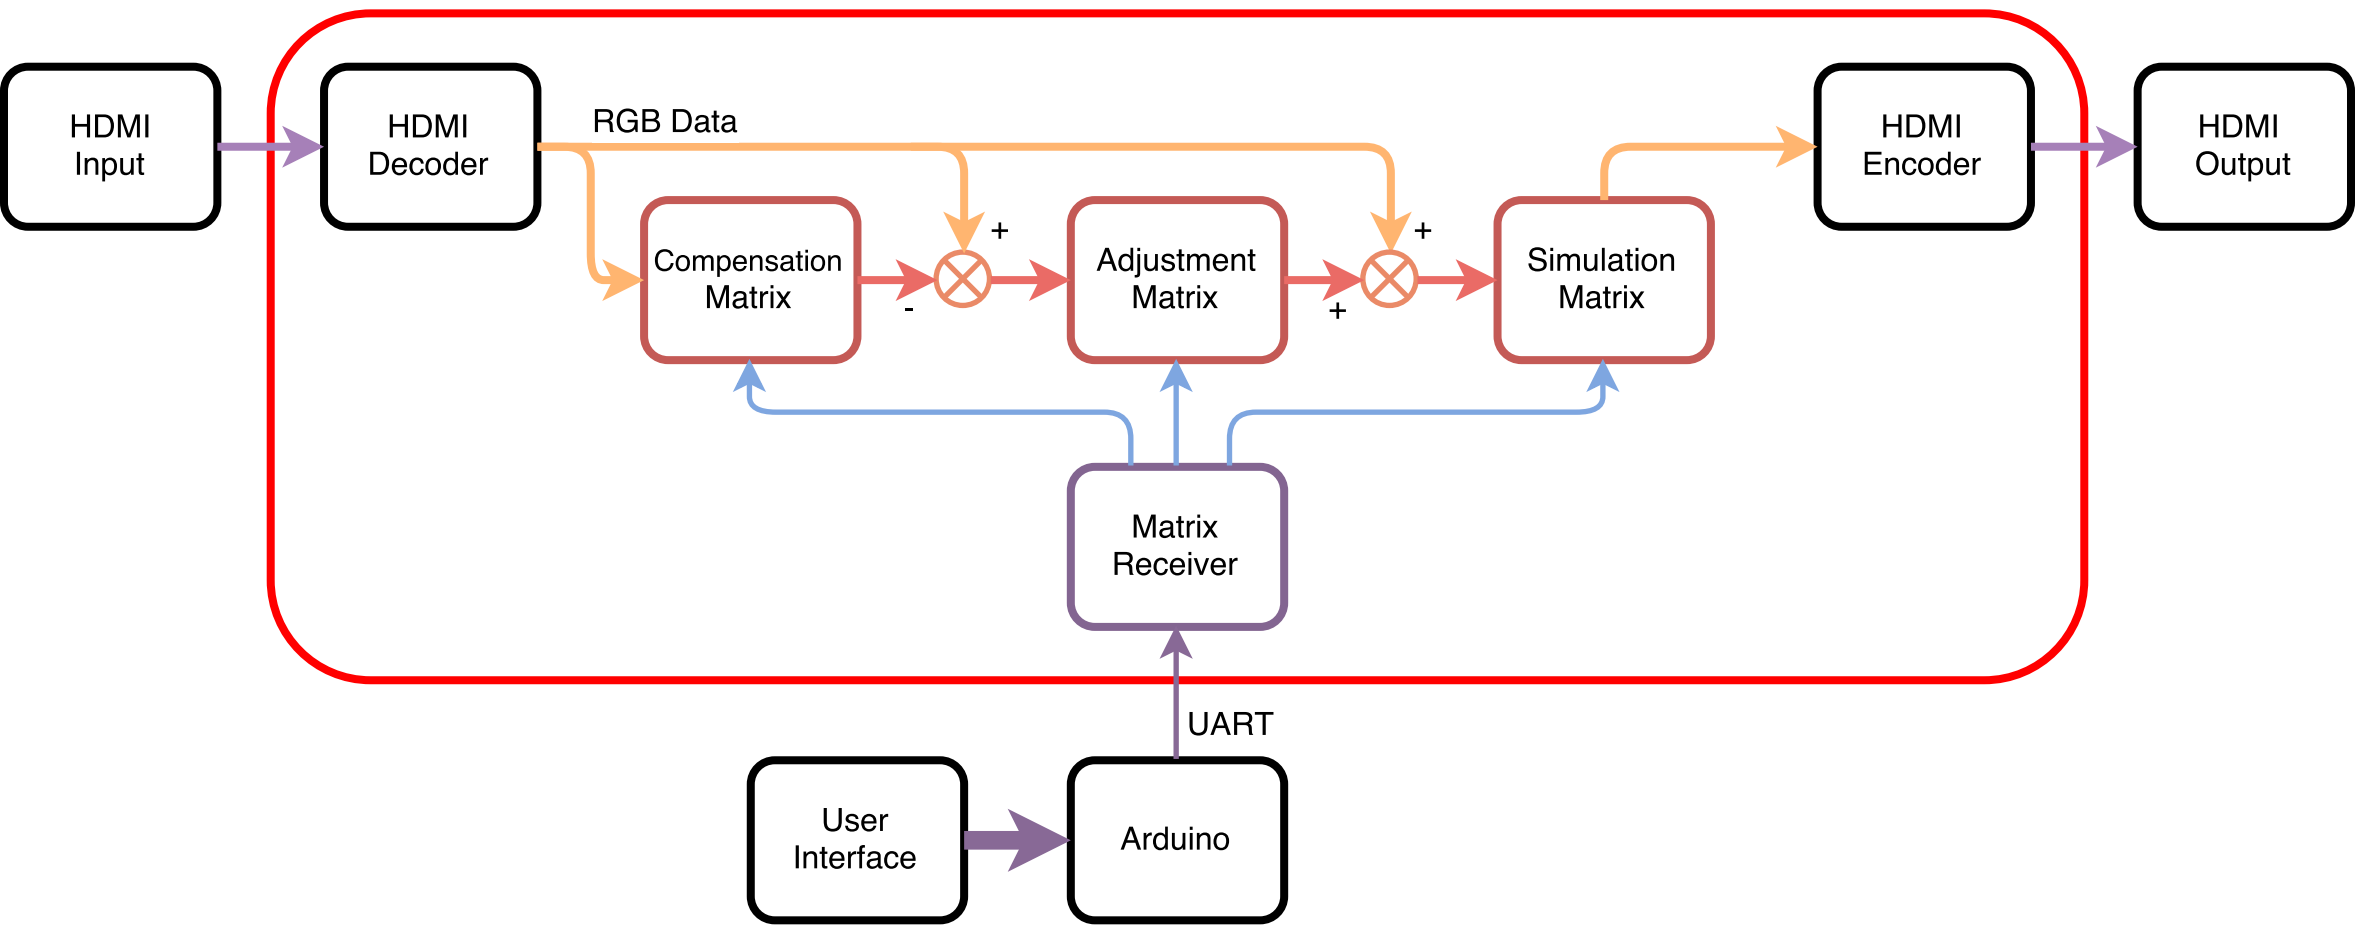 HDMI
Input
HDMI
Decoder
RGB Data
HDMI
Encoder
HDMI
Output
Compensation
Matrix
-
+
Adjustment
Matrix
+
+
Simulation
Matrix
Matrix
Receiver
UART
User
Interface
Arduino